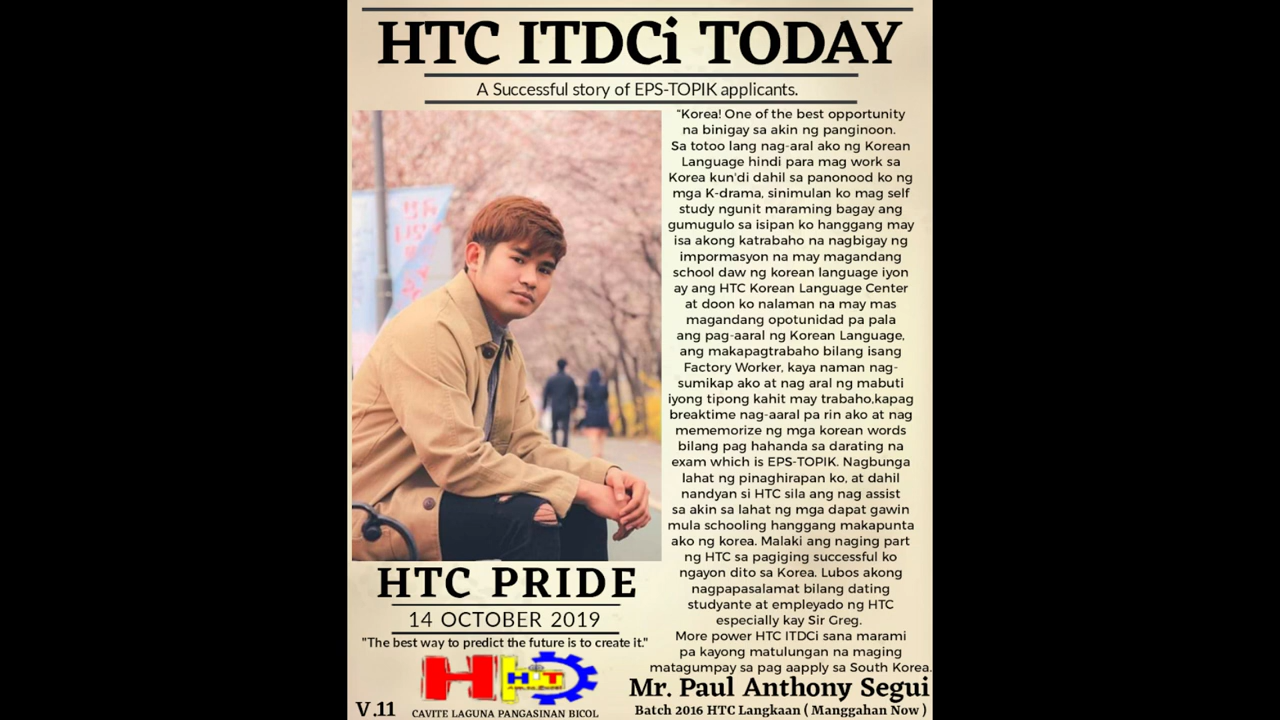 HTC ITDCi TODAY
A Successful story of EPS-TOPIK applicants.
"Korea! One of the best opportunity
na binigay sa akin ng panginoon.
Sa totoo lang nag-aral ako ng Korean
Language hindi para mag work sa
Korea kun'di dahil sa panonood ko ng
mga K-drama, sinimulan ko mag self
study ngunit maraming bagay ang
gumugulo sa isipan ko hanggang may
isa akong katrabaho na nagbigay ng
impormasyon na may magandang
school daw ng korean language iyon
ay ang HTC Korean Language Center
at doon ko nalaman na may mas
magandang opotunidad pa pala
ang pag-aaral ng Korean Language,
ang makapagtrabaho bilang isang
Factory Worker, kaya naman nag-
sumikap ako at nag aral ng mabuti
iyong tipong kahit may trabaho,kapag
breaktime nag-aaral pa rin ako at nag
mememorize ng mga korean words
bilang pag hahanda sa darating na
exam which is EPS-TOPIK. Nagbunga
lahat ng pinaghirapan ko, at dahil
nandyan si HTC sila ang nag assist
sa akin sa lahat ng mga dapat gawin
mula schooling hanggang makapunta
ako ng korea. Malaki ang naging part
ng HTC sa pagiging successful ko
ngayon dito sa Korea. Lubos akong
nagpapasalamat bilang dating
studyante at empleyado ng HTC
especially kay Sir Greg.
More power HTC ITDCi sana marami
pa kayong matulungan na maging
matagumpay sa pag aapply sa South Korea.
Mr. Paul Anthony Segui
Batch 2016 HTC Langkaan ( Manggahan Now )
HTC PRIDE
14 OCTOBER 2019
"The best way to predict the future is to create it."
V.11
CAVITE LAGUNA PANGASINAN BICOL